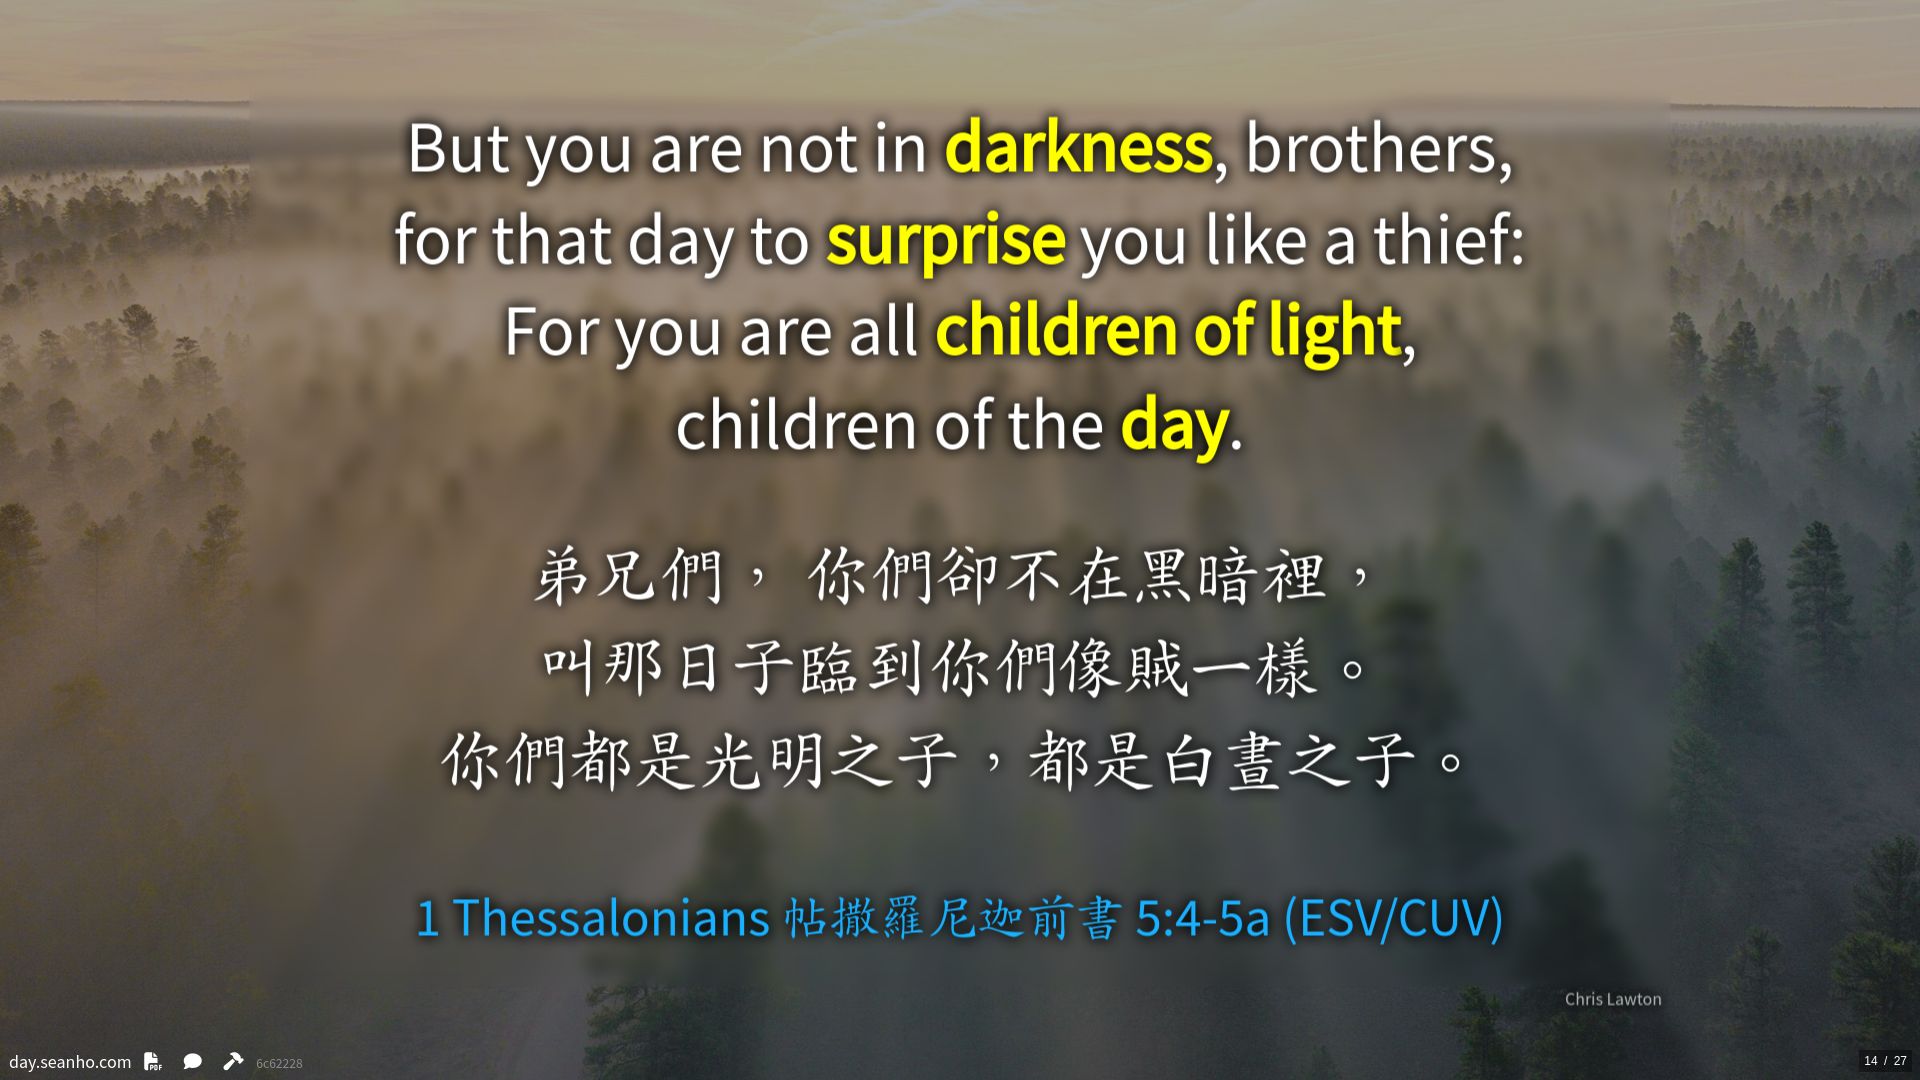 But you are not in darkness, brothers,
for that day to surprise you like a thief:
For you are all children of light,
children of the day.
弟兄們， 你們卻不在黑暗裡，
叫那日子臨到你們像賊一樣。
你們都是光明之子，都是白晝之子。
1 Thessalonians 帖撒羅尼迦前書 5:4-5a (ESV/CUV)
Chris Lawton
day.seanho.com PDF 6c62228
14 / 27